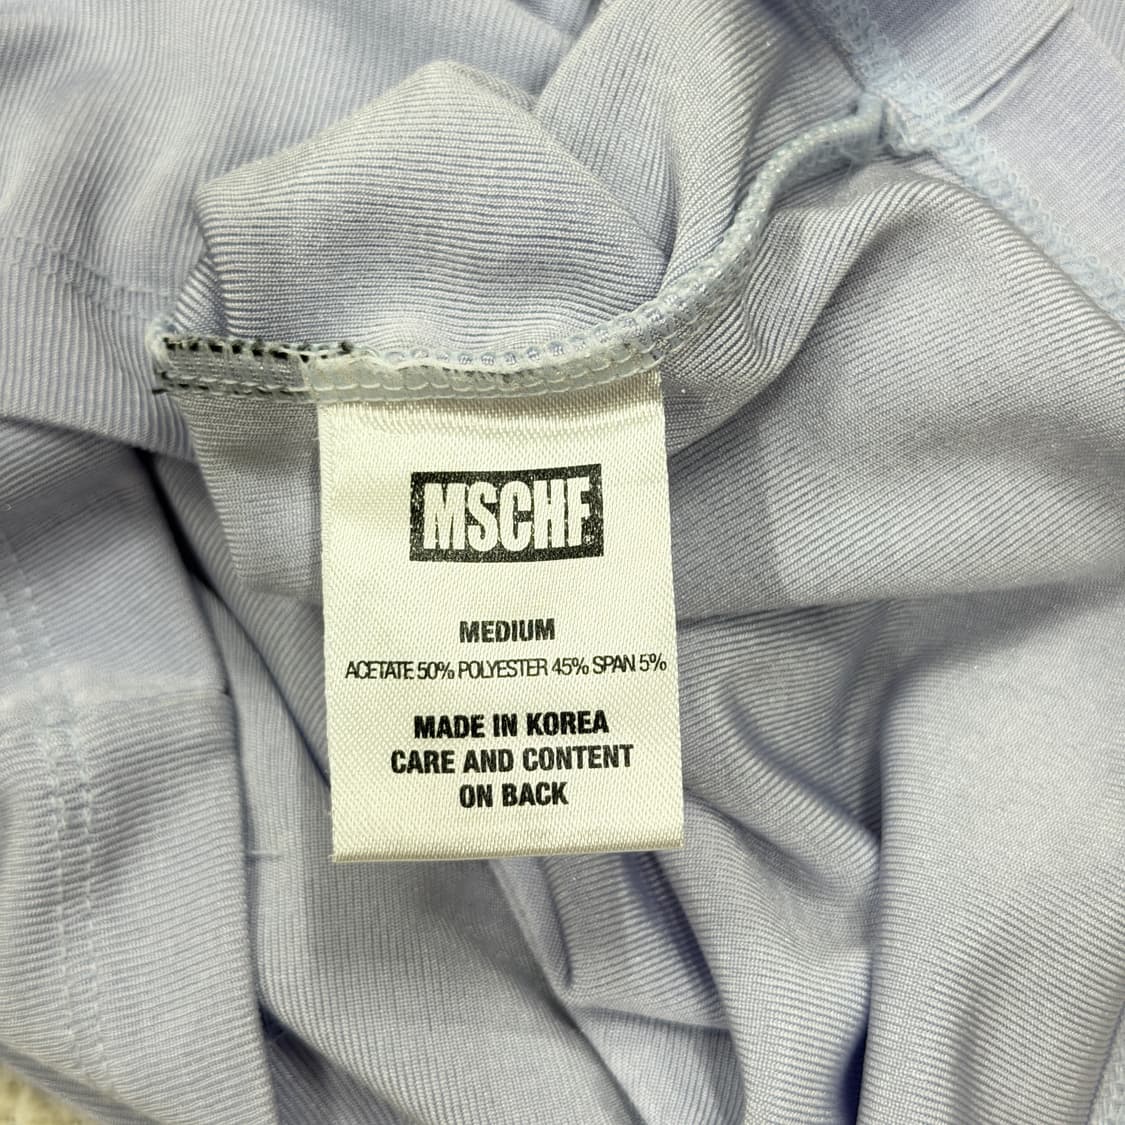 MSCHF
MEDIUM
ACETATE 50% POLYESTER 45% SPAN 5%
MADE IN KOREA
CARE AND CONTENT
ON BACK